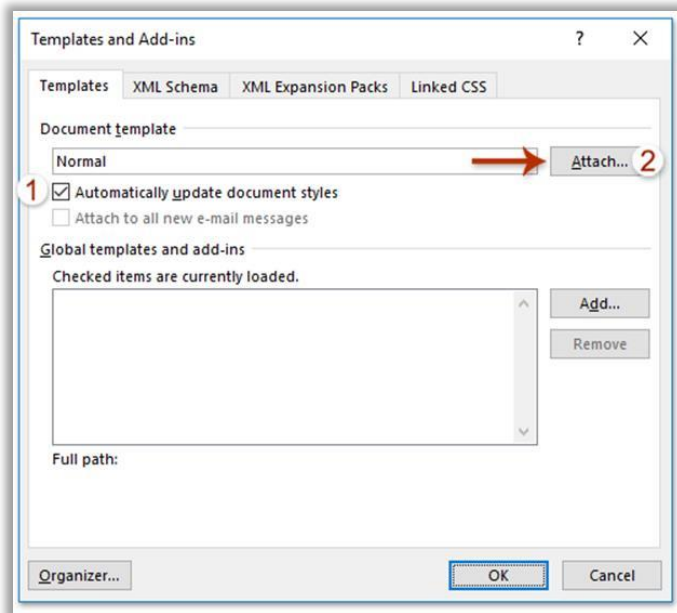 Templates and Add-ins ? X
Templates XML Schema XML Expansion Packs Linked CSS
Document template
Normal Attach... 2
1 Automatically update document styles
Attach to all new e-mail messages
Global templates and add-ins
Checked items are currently loaded.
Add...
Remove
Full path:
Organizer... OK Cancel